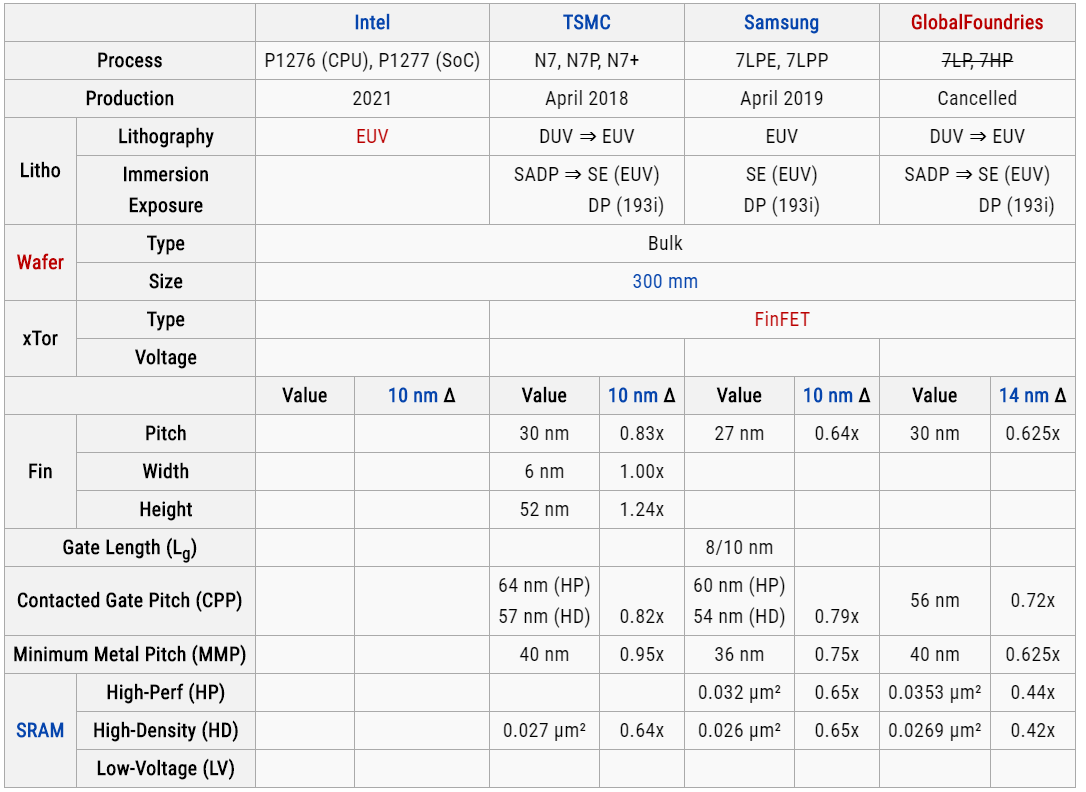 Intel TSMC Samsung GlobalFoundries
Process P1276 (CPU), P1277 (SoC) N7, N7P, N7+ 7LPE, 7LPP 7LP, 7HP
Production 2021 April 2018 April 2019 Cancelled
Litho Lithography EUV DUV ⇒ EUV EUV DUV ⇒ EUV
Immersion SADP ⇒ SE (EUV) SE (EUV) SADP ⇒ SE (EUV)
Exposure DP (193i) DP (193i) DP (193i)
Wafer Type Bulk
Size 300 mm
xTor Type FinFET
Voltage
Value 10 nm Δ Value 10 nm Δ Value 10 nm Δ Value 14 nm Δ
Fin Pitch 30 nm 0.83x 27 nm 0.64x 30 nm 0.625x
Width 6 nm 1.00x
Height 52 nm 1.24x
Gate Length (Lg) 8/10 nm
Contacted Gate Pitch (CPP) 64 nm (HP) 60 nm (HP) 56 nm 0.72x
57 nm (HD) 0.82x 54 nm (HD) 0.79x
Minimum Metal Pitch (MMP) 40 nm 0.95x 36 nm 0.75x 40 nm 0.625x
SRAM High-Perf (HP) 0.032 µm² 0.65x 0.0353 µm² 0.44x
High-Density (HD) 0.027 µm² 0.64x 0.026 µm² 0.65x 0.0269 µm² 0.42x
Low-Voltage (LV)